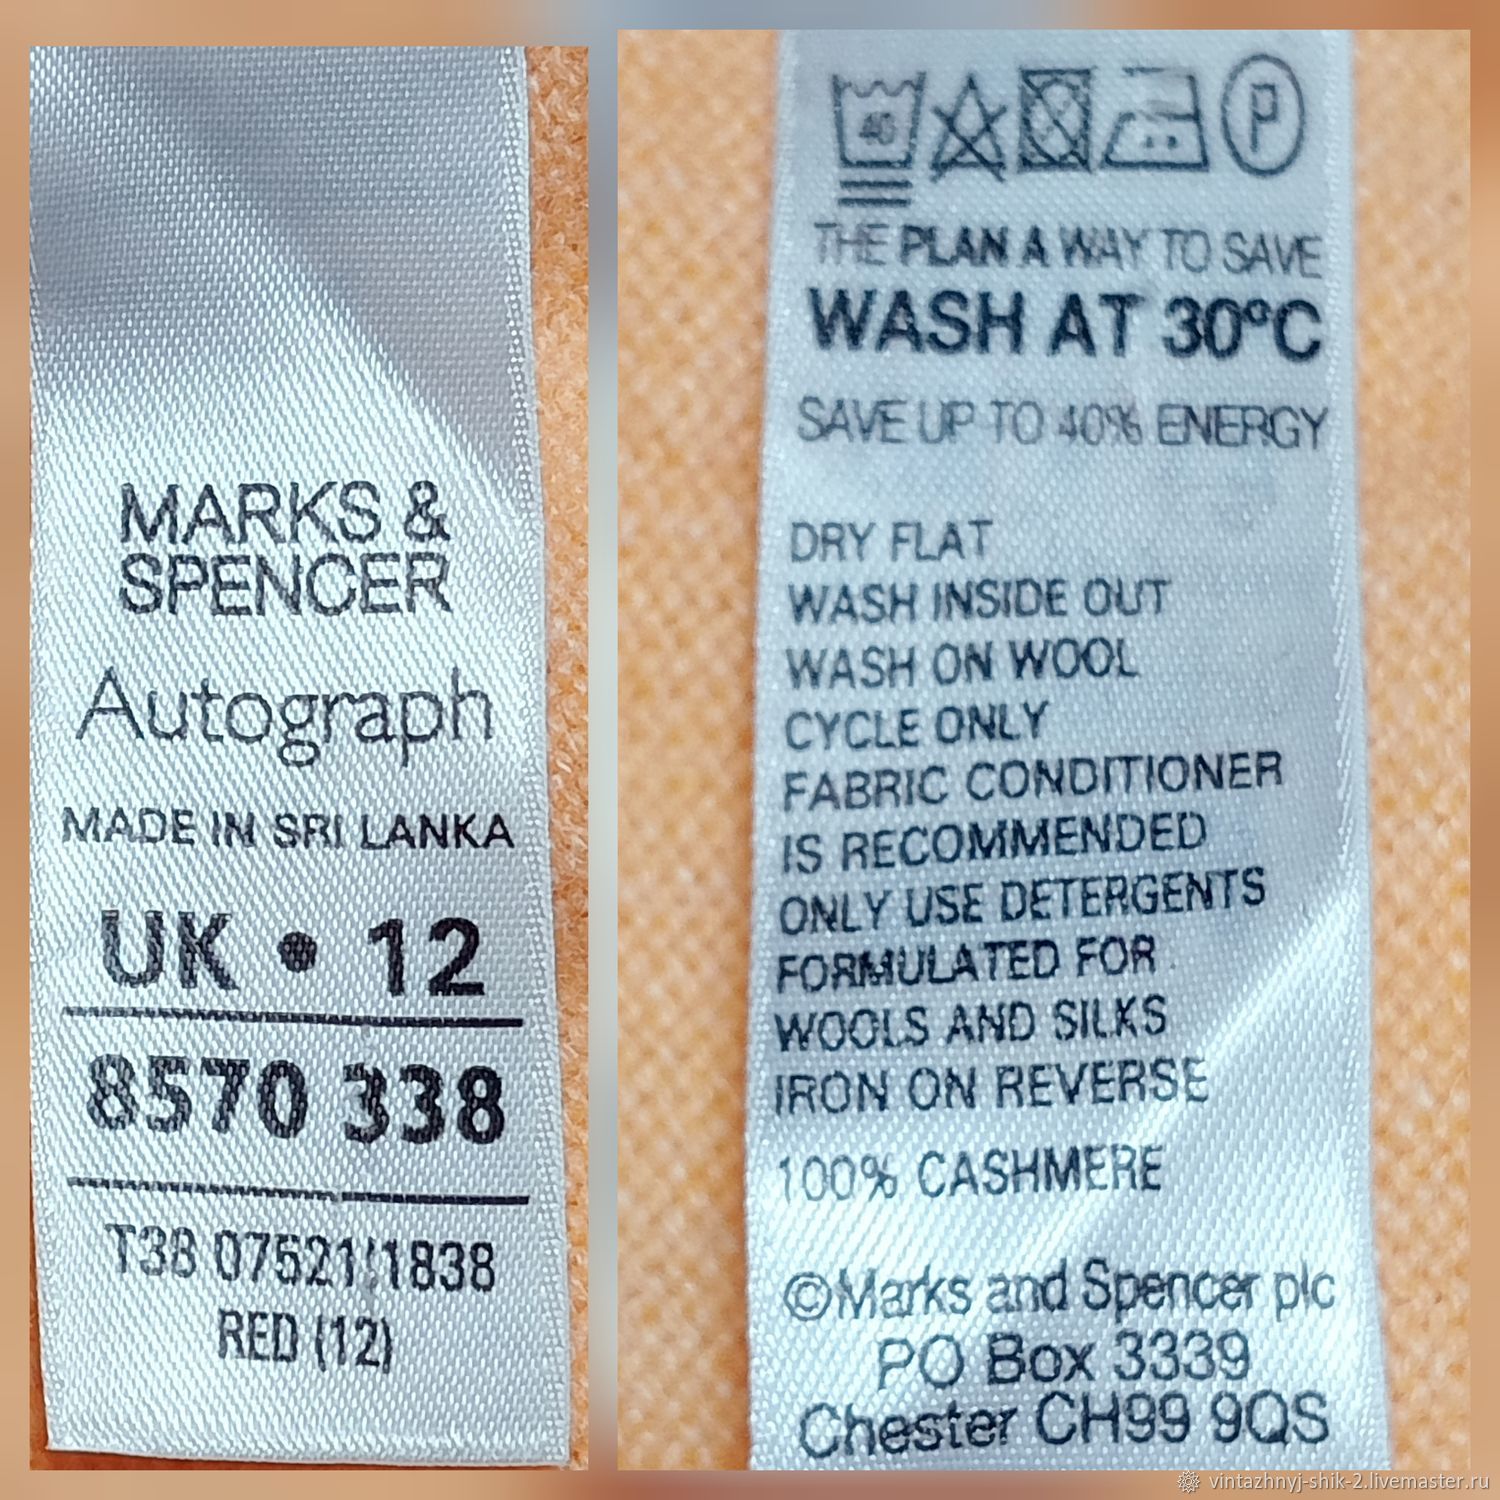 MARKS &
SPENCER
Autograph
MADE IN SRI LANKA
UK • 12
8570 338
T38 07521/1838
RED (12)
40
P
THE PLAN A WAY TO SAVE
WASH AT 30°C
SAVE UP TO 40% ENERGY
DRY FLAT
WASH INSIDE OUT
WASH ON WOOL
CYCLE ONLY
FABRIC CONDITIONER
IS RECOMMENDED
ONLY USE DETERGENTS
FORMULATED FOR
WOOLS AND SILKS
IRON ON REVERSE
100% CASHMERE
©Marks and Spencer plc
PO Box 3339
Chester CH99 9QS
vintazhnyj-shik-2.livemaster.ru